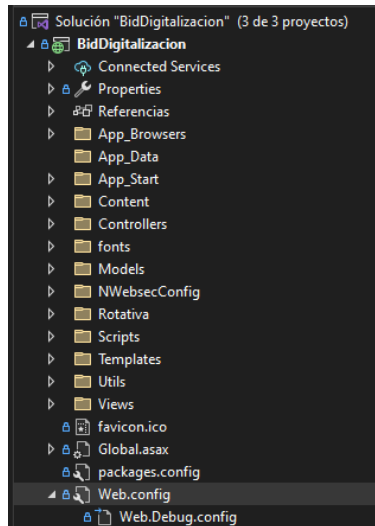 Solución "BidDigitalizacion" (3 de 3 proyectos)
BidDigitalizacion
Connected Services
Properties
Referencias
App_Browsers
App_Data
App_Start
Content
Controllers
fonts
Models
NWebsecConfig
Rotativa
Scripts
Templates
Utils
Views
favicon.ico
Global.asax
packages.config
Web.config
Web.Debug.config